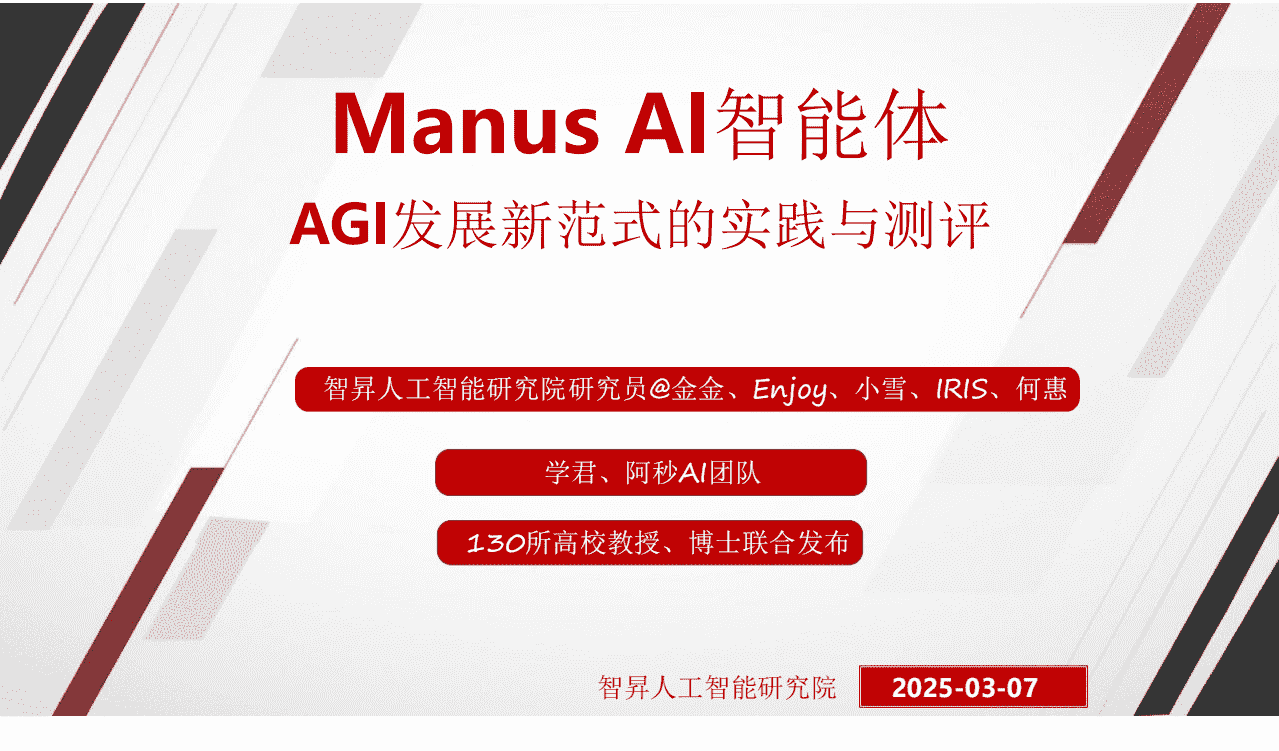 Manus AI智能体
AGI发展新范式的实践与测评
智昇人工智能研究院研究员@金金、Enjoy、小雪、IRIS、何惠
学君、阿秒AI团队
130所高校教授、博士联合发布
智昇人工智能研究院 2025-03-07